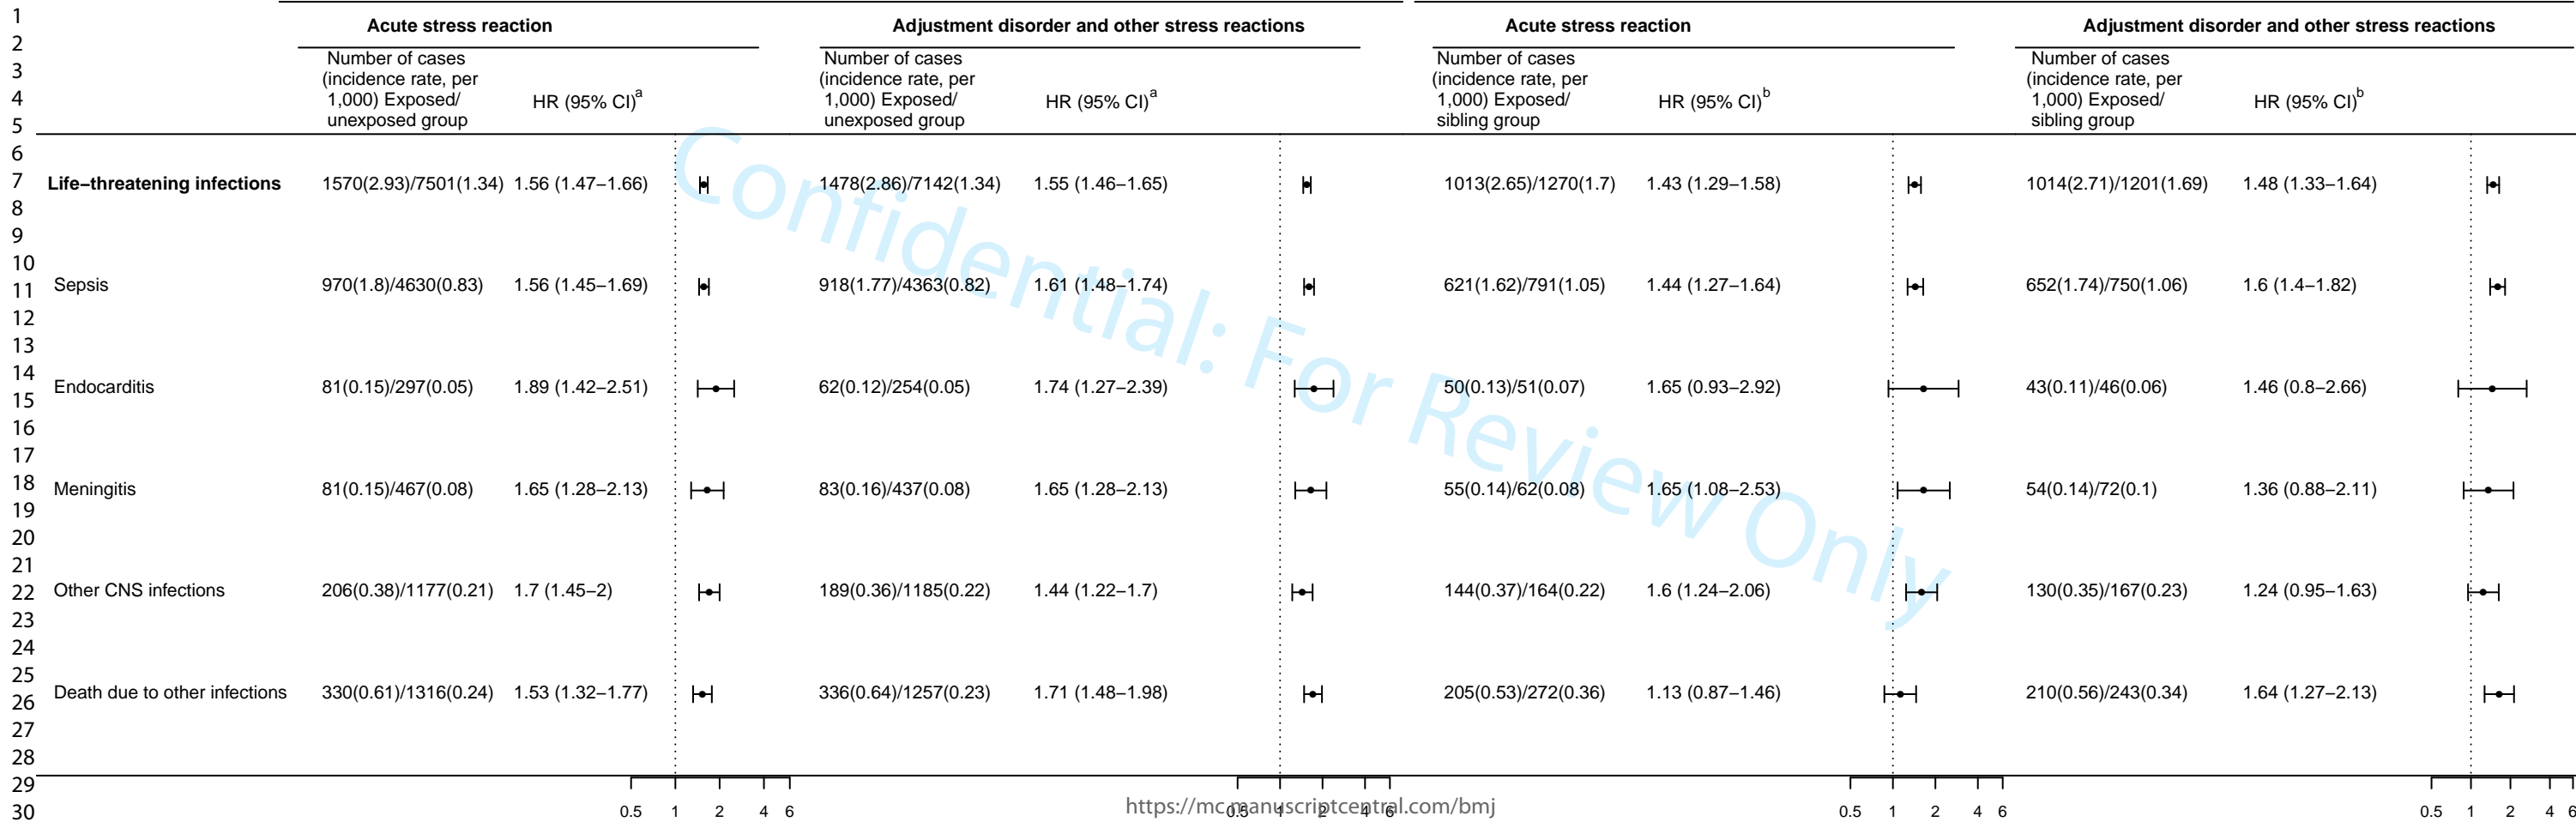 1
Acute stress reaction Adjustment disorder and other stress reactions Acute stress reaction Adjustment disorder and other stress reactions
2
Number of cases Number of cases Number of cases Number of cases
3
(incidence rate, per (incidence rate, per (incidence rate, per (incidence rate, per
4
1,000) Exposed/ HR (95% CI)a 1,000) Exposed/ HR (95% CI)a 1,000) Exposed/ HR (95% CI)b 1,000) Exposed/ HR (95% CI)b
5
unexposed group unexposed group sibling group sibling group
6
7 Life−threatening infections 1570(2.93)/7501(1.34) 1.56 (1.47−1.66) 1478(2.86)/7142(1.34) 1.55 (1.46−1.65) 1013(2.65)/1270(1.7) 1.43 (1.29−1.58) 1014(2.71)/1201(1.69) 1.48 (1.33−1.64)
8
9
10
11 Sepsis 970(1.8)/4630(0.83) 1.56 (1.45−1.69) 918(1.77)/4363(0.82) 1.61 (1.48−1.74) 621(1.62)/791(1.05) 1.44 (1.27−1.64) 652(1.74)/750(1.06) 1.6 (1.4−1.82)
12
13
14
15 Endocarditis 81(0.15)/297(0.05) 1.89 (1.42−2.51) 62(0.12)/254(0.05) 1.74 (1.27−2.39) 50(0.13)/51(0.07) 1.65 (0.93−2.92) 43(0.11)/46(0.06) 1.46 (0.8−2.66)
16
17
18 Meningitis 81(0.15)/467(0.08) 1.65 (1.28−2.13) 83(0.16)/437(0.08) 1.65 (1.28−2.13) 55(0.14)/62(0.08) 1.65 (1.08−2.53) 54(0.14)/72(0.1) 1.36 (0.88−2.11)
19
20
21
22 Other CNS infections 206(0.38)/1177(0.21) 1.7 (1.45−2) 189(0.36)/1185(0.22) 1.44 (1.22−1.7) 144(0.37)/164(0.22) 1.6 (1.24−2.06) 130(0.35)/167(0.23) 1.24 (0.95−1.63)
23
24
25
26 Death due to other infections 330(0.61)/1316(0.24) 1.53 (1.32−1.77) 336(0.64)/1257(0.23) 1.71 (1.48−1.98) 205(0.53)/272(0.36) 1.13 (0.87−1.46) 210(0.56)/243(0.34) 1.64 (1.27−2.13)
27
28
29
30 0.5 1 2 4 6 0.5 1 2 4 6 0.5 1 2 4 6 0.5 1 2 4 6
https://mc.manuscriptcentral.com/bmj
Confidential: For Review Only